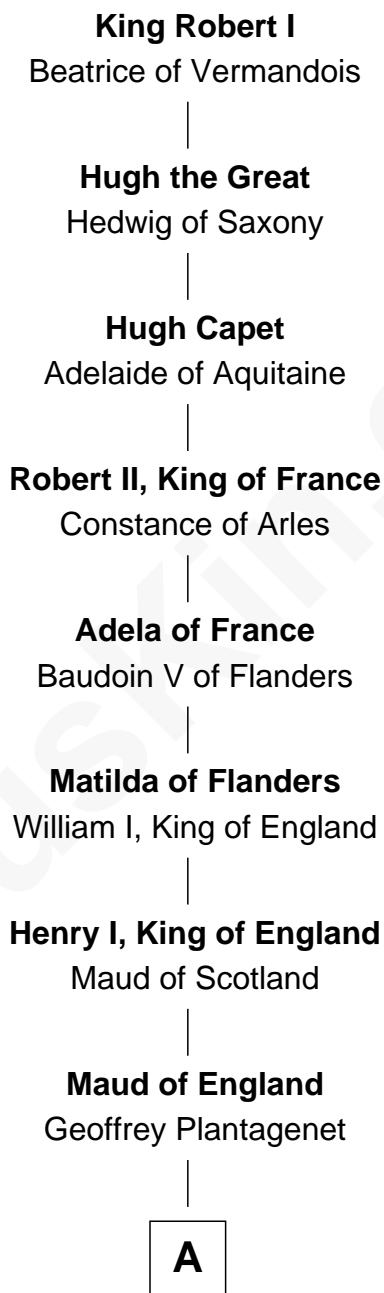 King Robert I
Beatrice of Vermandois
Hugh the Great
Hedwig of Saxony
Hugh Capet
Adelaide of Aquitaine
Robert II, King of France
Constance of Arles
Adela of France
Baudoin V of Flanders
Matilda of Flanders
William I, King of England
Henry I, King of England
Maud of Scotland
Maud of England
Geoffrey Plantagenet
A